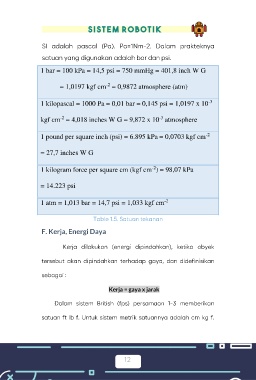 SISTEM ROBOTIK
SI adalah pascal (Pa), Pa=1Nm-2. Dalam prakteknya
satuan yang digunakan adalah bar dan psi.
1 bar = 100 kPa = 14,5 psi = 750 mmHg = 401,8 inch W G
= 1,0197 kgf cm⁻² = 0,9872 atmosphere (atm)
1 kilopascal = 1000 Pa = 0,01 bar = 0,145 psi = 1,0197 x 10⁻³
kgf cm⁻² = 4,018 inches W G = 9,872 x 10⁻³ atmosphere
1 pound per square inch (psi) = 6.895 kPa = 0,0703 kgf cm⁻²
= 27,7 inches W G
1 kilogram force per square cm (kgf cm⁻²) = 98,07 kPa
= 14.223 psi
1 atm = 1,013 bar = 14,7 psi = 1,033 kgf cm⁻²
Table 1.5. Satuan tekanan
F. Kerja, Energi Daya
Kerja dilakukan (energi dipindahkan), ketika obyek
tersebut akan dipindahkan terhadap gaya, dan didefinisikan
sebagai :
Kerja = gaya x jarak
Dalam sistem British (fps) persamaan 1-3 memberikan
satuan ft lb f. Untuk sistem metrik satuannya adalah cm kg f.
12